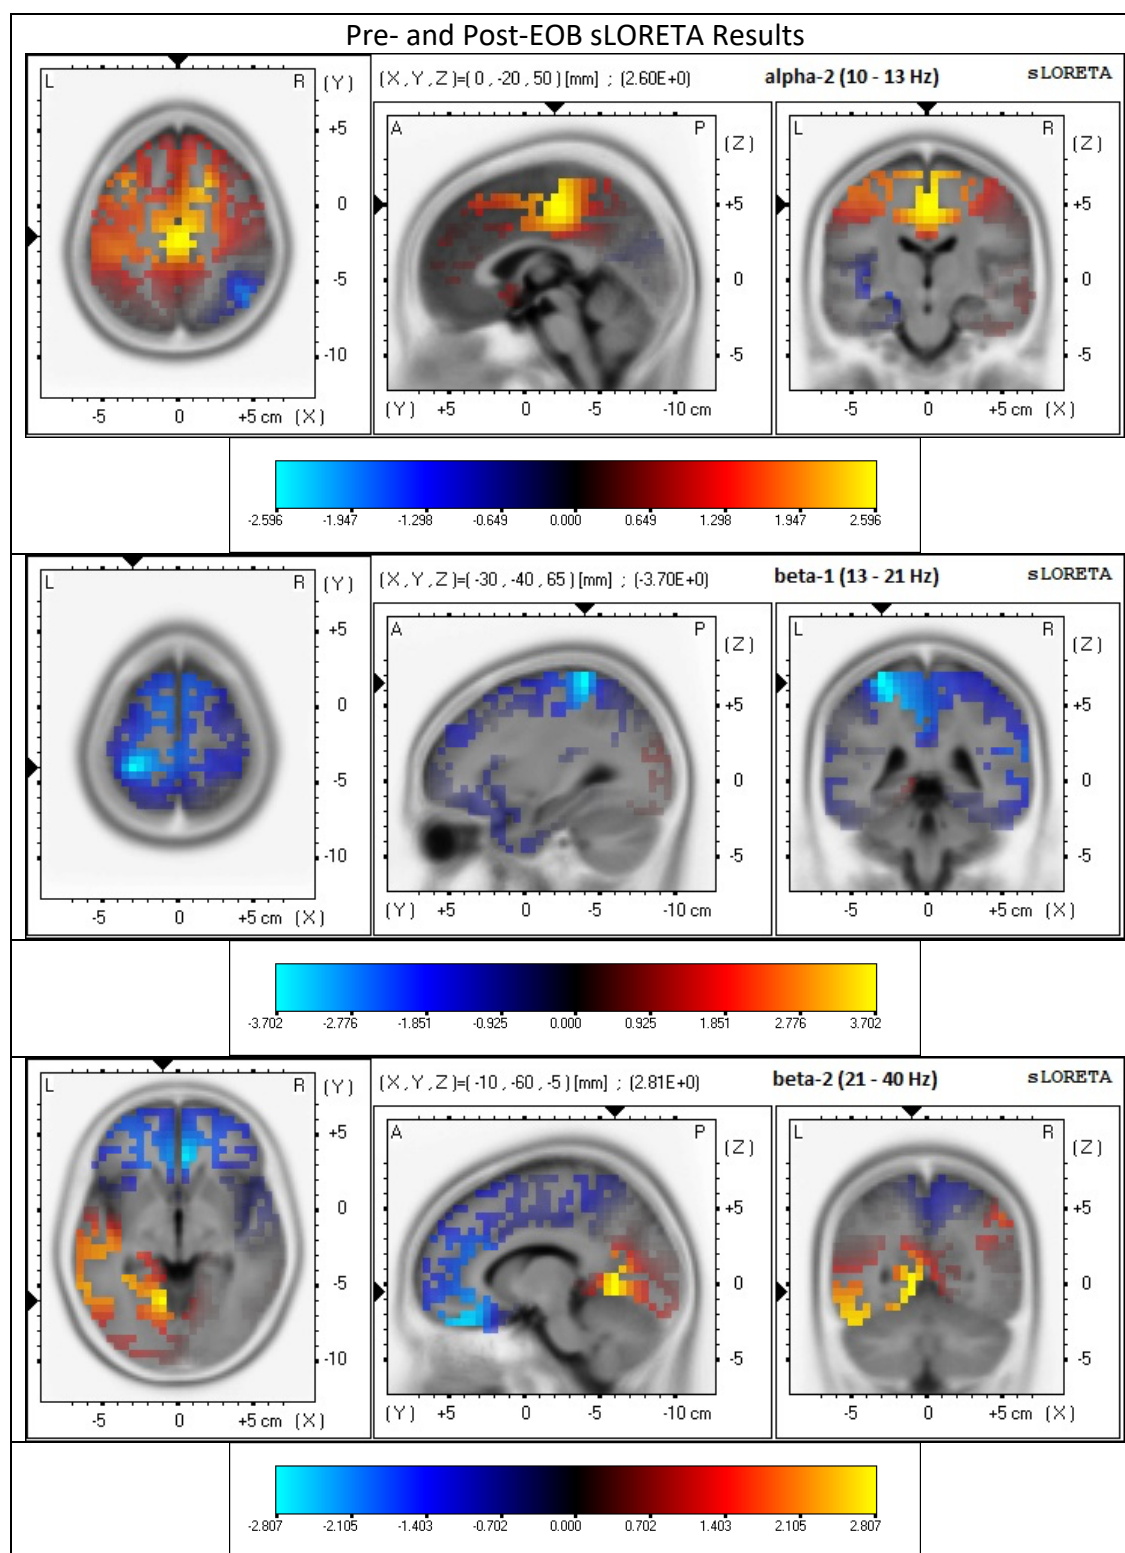 Pre- and Post-EOB sLORETA Results
L R (Y) (X,Y,Z)=(0,-20,50)[mm] ; (2.60E+0) alpha-2 (10 - 13 Hz) sLORETA
A P (Z) L R (Z)
+5
0 +5 +5
-5 0 0
-10 -5 -5
-5 0 +5 cm (X) (Y) +5 0 -5 -10 cm -5 0 +5 cm (X)
-2.596 -1.947 -1.298 -0.649 0.000 0.649 1.298 1.947 2.596
L R (Y) (X,Y,Z)=(-30,-40,65)[mm] ; (-3.70E+0) beta-1 (13 - 21 Hz) sLORETA
A P (Z) L R (Z)
+5
0 +5 +5
-5 0 0
-10 -5 -5
-5 0 +5 cm (X) (Y) +5 0 -5 -10 cm -5 0 +5 cm (X)
-3.702 -2.776 -1.851 -0.925 0.000 0.925 1.851 2.776 3.702
L R (Y) (X,Y,Z)=(-10,-60,-5)[mm] ; (2.81E+0) beta-2 (21 - 40 Hz) sLORETA
A P (Z) L R (Z)
+5
0 +5 +5
-5 0 0
-10 -5 -5
-5 0 +5 cm (X) (Y) +5 0 -5 -10 cm -5 0 +5 cm (X)
-2.807 -2.105 -1.403 -0.702 0.000 0.702 1.403 2.105 2.807